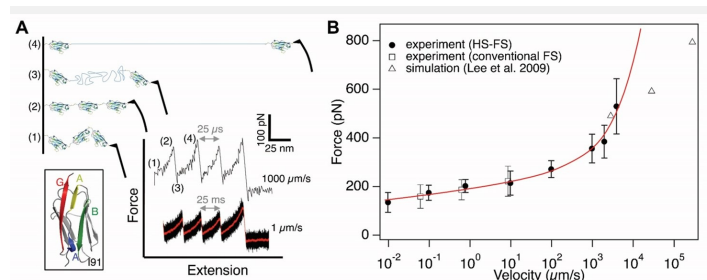 A
(4)
(3)
(2)
(1)
G
A
B
A'
I91
Force
Extension
(1)
(2)
(3)
(4)
25 µs
100 pN
25 nm
1000 µm/s
25 ms
1 µm/s
B
experiment (HS-FS)
experiment (conventional FS)
simulation (Lee et al. 2009)
Force (pN)
800
600
400
200
0
10-2 10-1 100 101 102 103 104 105
Velocity (µm/s)